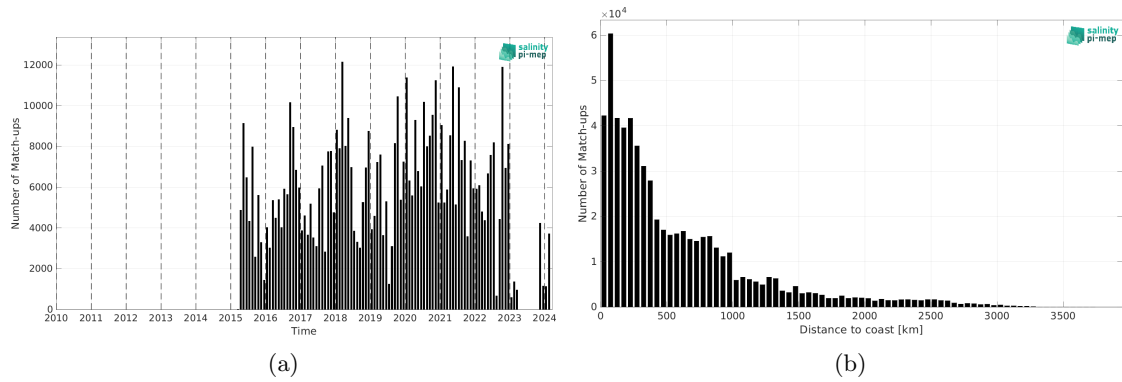 salinity
pi-mep
Number of Match-ups
12000
10000
8000
6000
4000
2000
0
2010 2011 2012 2013 2014 2015 2016 2017 2018 2019 2020 2021 2022 2023 2024
Time
(a)
×10⁴
salinity
pi-mep
Number of Match-ups
6
5
4
3
2
1
0
0 500 1000 1500 2000 2500 3000 3500
Distance to coast [km]
(b)